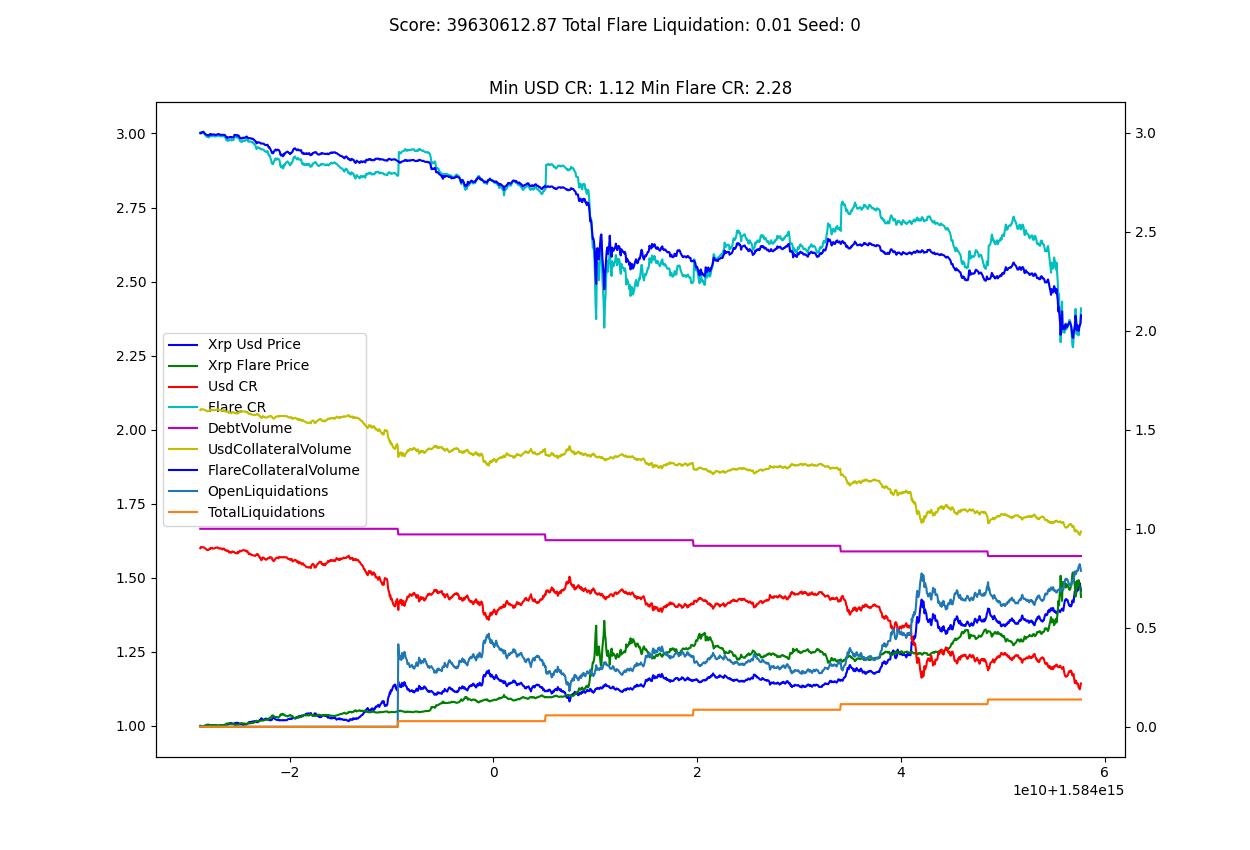 Score: 39630612.87 Total Flare Liquidation: 0.01 Seed: 0
Min USD CR: 1.12 Min Flare CR: 2.28
3.00
2.75
2.50
2.25
2.00
1.75
1.50
1.25
1.00
Xrp Usd Price
Xrp Flare Price
Usd CR
Flare CR
DebtVolume
UsdCollateralVolume
FlareCollateralVolume
OpenLiquidations
TotalLiquidations
3.0
2.5
2.0
1.5
1.0
0.5
0.0
−2 0 2 4 6
1e10+1.584e15